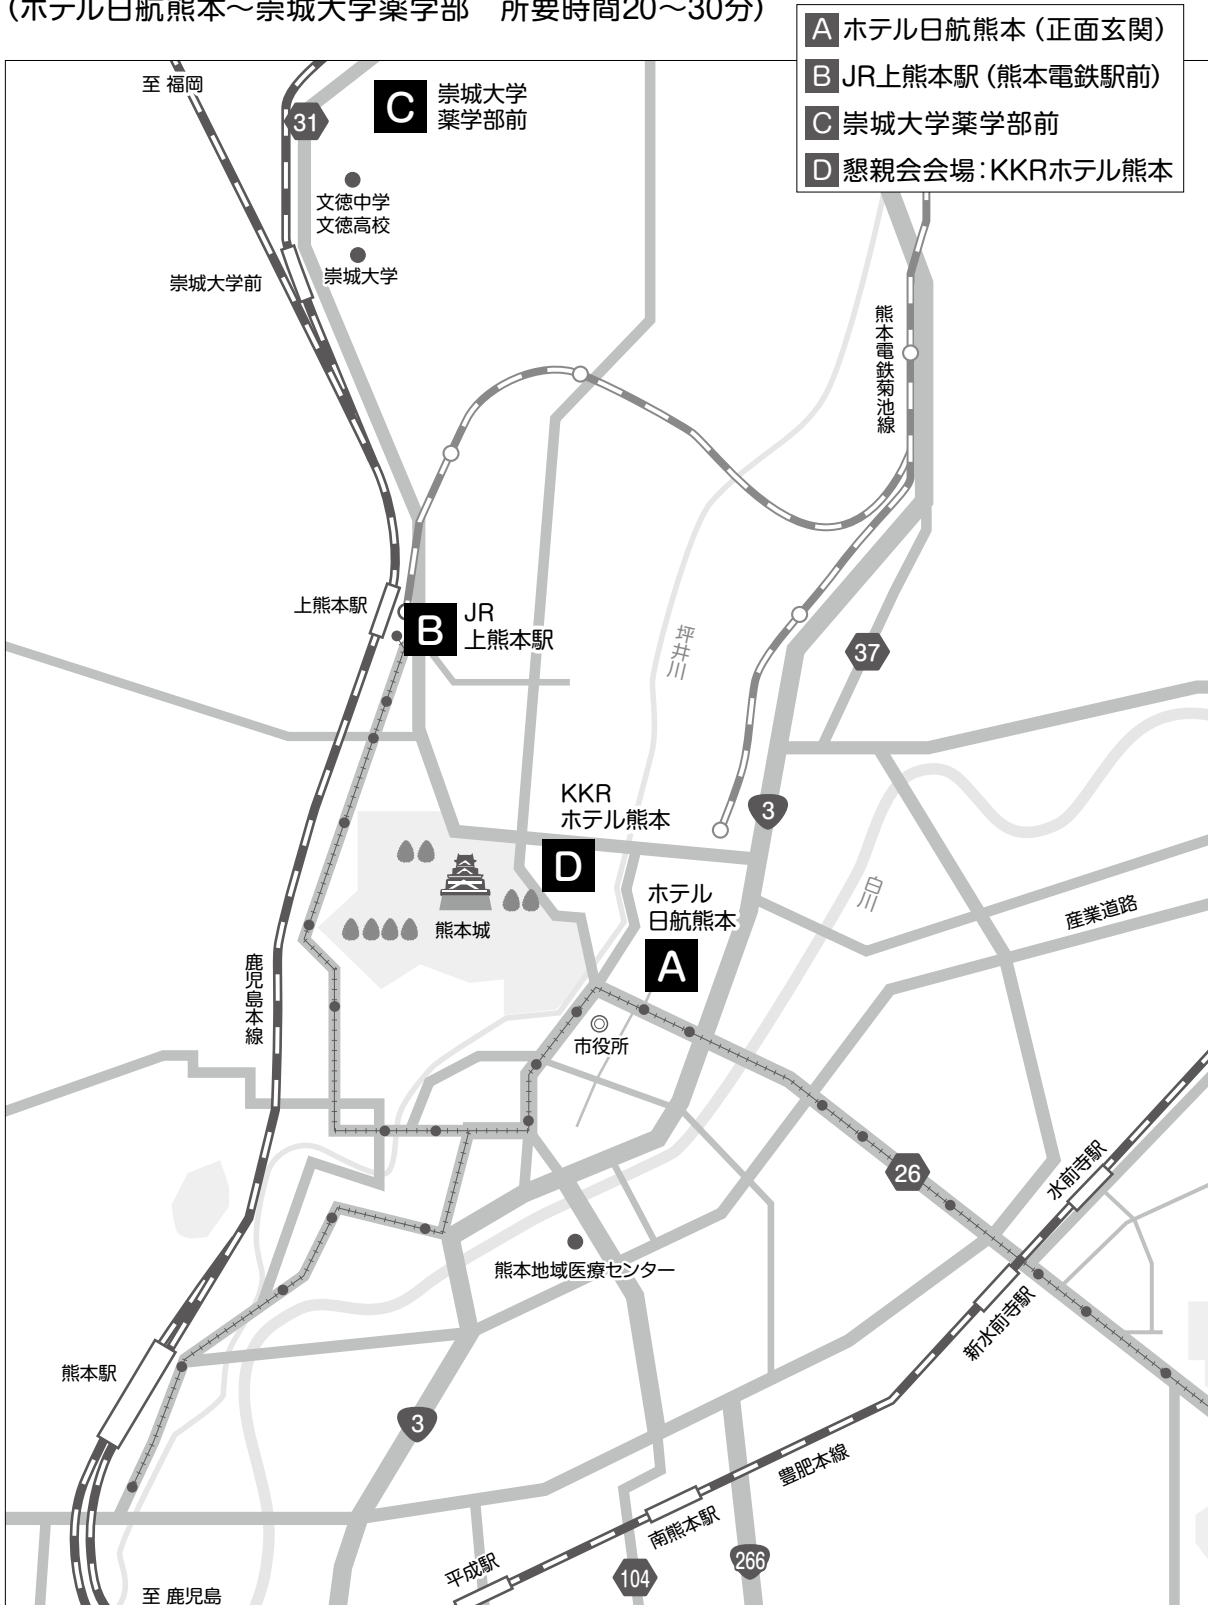 (ホテル日航熊本～崇城大学薬学部　所要時間20～30分)
A ホテル日航熊本（正面玄関）
B JR上熊本駅（熊本電鉄駅前）
C 崇城大学薬学部前
D 懇親会会場：KKRホテル熊本
至 福岡
31
C
崇城大学
薬学部前
文徳中学
文徳高校
崇城大学
崇城大学前
熊本電鉄菊池線
上熊本駅
B
JR
上熊本駅
坪井川
37
KKR
ホテル熊本
D
3
熊本城
ホテル
日航熊本
A
白川
産業道路
鹿児島本線
市役所
26
水前寺駅
熊本地域医療センター
新水前寺駅
熊本駅
3
豊肥本線
南熊本駅
平成駅
104
266
至 鹿児島